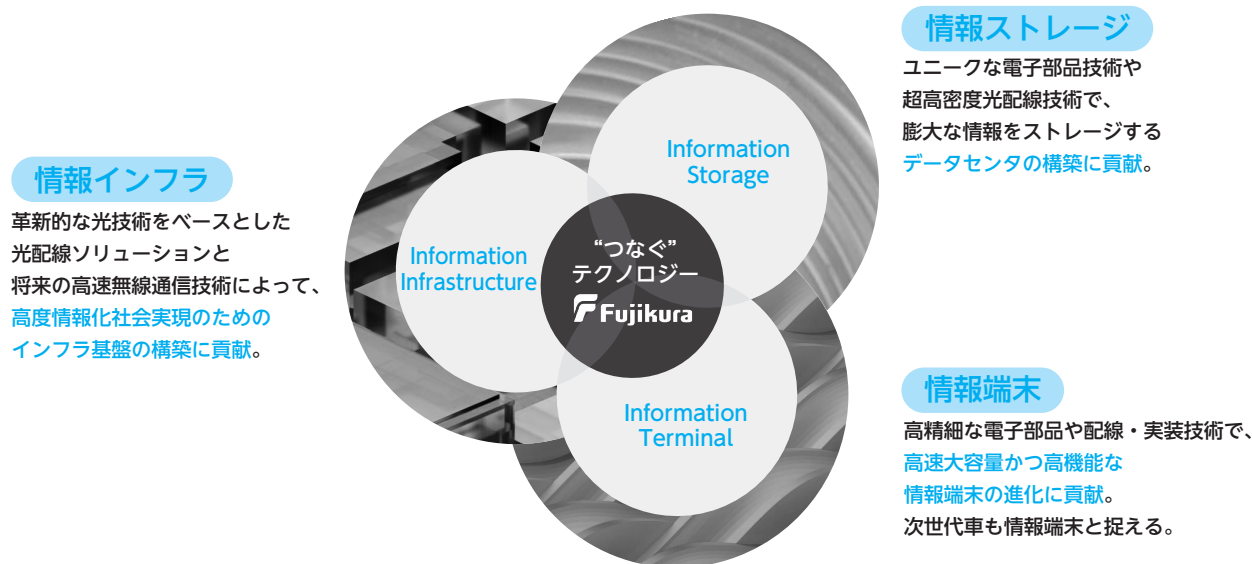 情報インフラ
革新的な光技術をベースとした
光配線ソリューションと
将来の高速無線通信技術によって、
高度情報化社会実現のための
インフラ基盤の構築に貢献。
Information
Infrastructure
Information
Storage
“つなぐ”
テクノロジー
Fujikura
Information
Terminal
情報ストレージ
ユニークな電子部品技術や
超高密度光配線技術で、
膨大な情報をストレージする
データセンタの構築に貢献。
情報端末
高精細な電子部品や配線・実装技術で、
高速大容量かつ高機能な
情報端末の進化に貢献。
次世代車も情報端末と捉える。